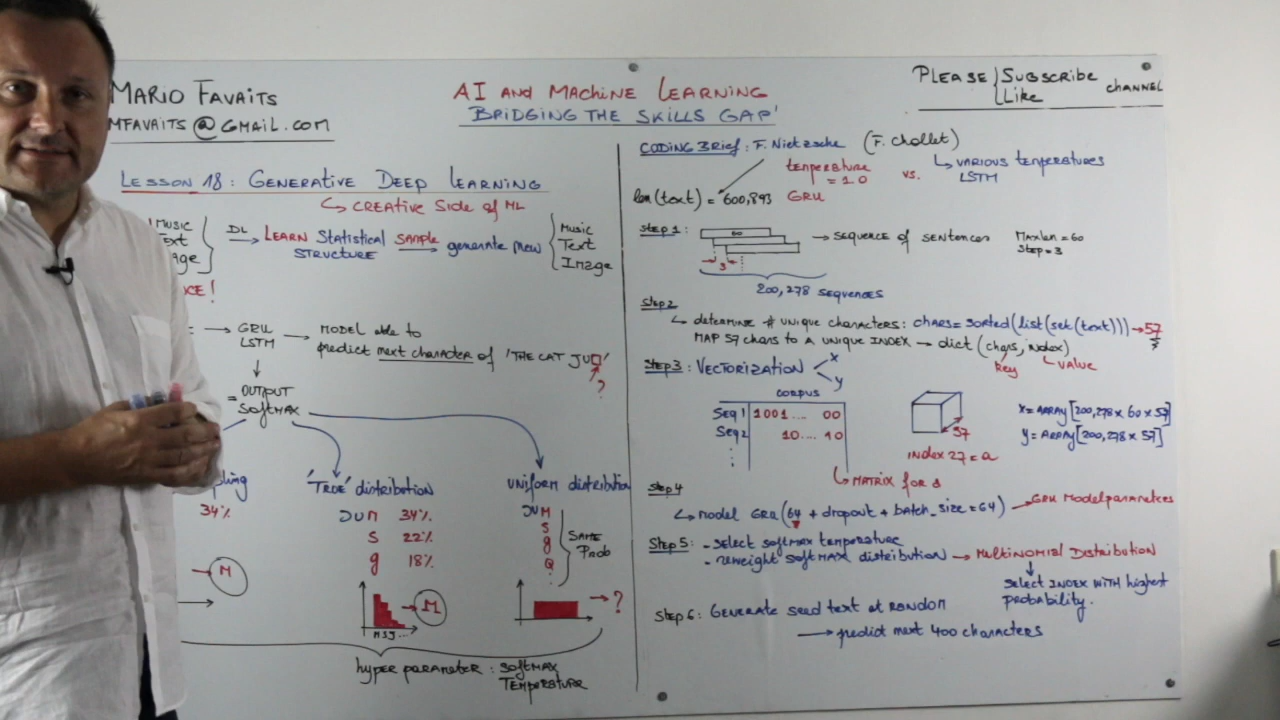 MARIO FAVAITS
MFAVAITS@GMAIL.COM
AI AND MACHINE LEARNING
'BRIDGING THE SKILLS GAP'
PLEASE SUBSCRIBE CHANNEL
LIKE
LESSON 18: GENERATIVE DEEP LEARNING
↳ CREATIVE SIDE OF ML
MUSIC
Text
DL → LEARN Statistical STRUCTURE sample → generate new
Music
Text
Image
→ GRU
LSTM
→ MODEL able to
predict next character of 'THE CAT JU□'
?
= OUTPUT
SoftMAX
34%
M
'TRUE' distribution
JUM 34%
S 22%
g 18%
→ M
M S g ...
UNIFORM distribution
JUM
S
g
Q
:
SAME
Prob
→ ?
hyper parameter : SOFTMAX
TEMPERATURE
CODING Brief: F. Nietzsche (F. Chollet)
temperature
= 1.0
vs.
↳ VARIOUS temperatures
LSTM
len(text) = 600,893 GRU
Step 1:
60
3
→ SEQUENCE of SENTENCES
Maxlen = 60
Step = 3
200,278 SEQUENCES
Step 2
↳ determine # UNIQUE characters: chars = sorted(list(set(text))) → 57
MAP 57 chars to A UNIQUE INDEX → dict (chars, index)
key
value
Step 3: VECTORIZATION
x
y
CORPUS
Seq 1 1001... 00
Seq 2 10.... 10
:
↳ MATRIX for a
57
INDEX 27 = a
x = ARRAY[200,278 x 60 x 57]
y = ARRAY[200,278 x 57]
Step 4
↳ model GRU (64 + dropout + batch_size = 64) → GRU Model parameters
Step 5: - select softmax temperature
- reweight softMAX distribution → MULTINOMIAL DISTRIBUTION
↓
select INDEX WITH highest
probability.
Step 6: GENERATE seed text at RANDOM
→ predict next 400 characters